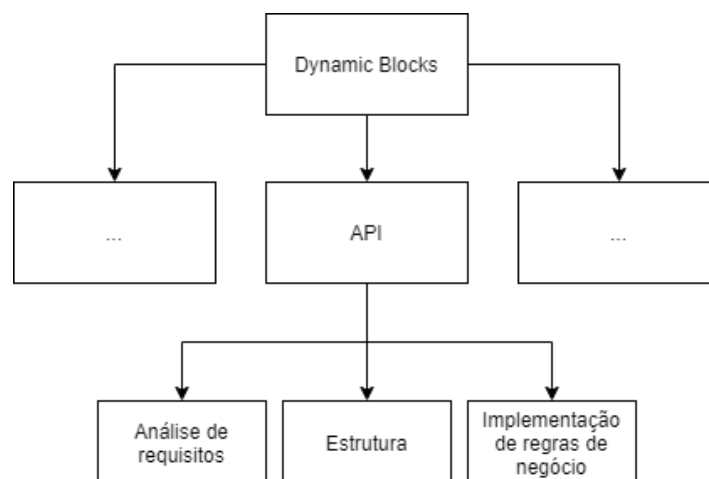 Dynamic Blocks
...
API
...
Análise de
requisitos
Estrutura
Implementação
de regras de
negócio